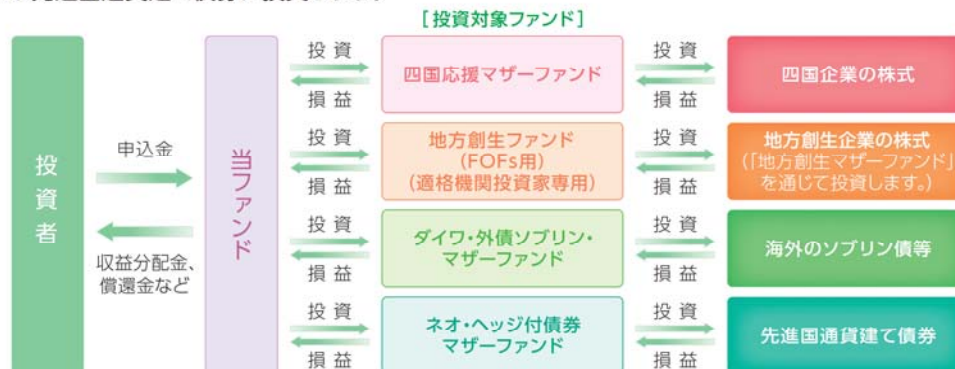 [投資対象ファンド]
投資者
申込金
収益分配金、
償還金など
当ファンド
投資
損益
四国応援マザーファンド
投資
損益
四国企業の株式
投資
損益
地方創生ファンド
(FOFs用)
(適格機関投資家専用)
投資
損益
地方創生企業の株式
(「地方創生マザーファンド」
を通じて投資します。)
投資
損益
ダイワ・外債ソブリン・
マザーファンド
投資
損益
海外のソブリン債等
投資
損益
ネオ・ヘッジ付債券
マザーファンド
投資
損益
先進国通貨建て債券